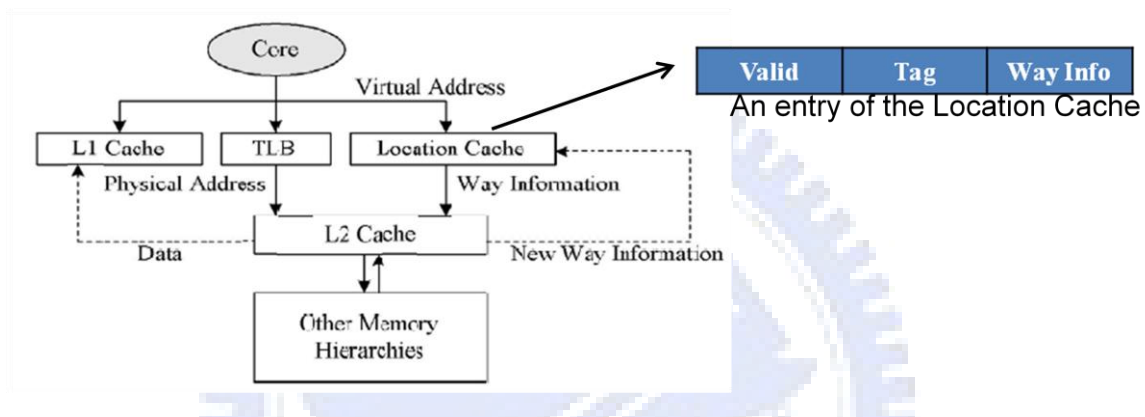 Core
Virtual Address
Valid Tag Way Info
An entry of the Location Cache
L1 Cache TLB Location Cache
Physical Address Way Information
L2 Cache
Data New Way Information
Other Memory
Hierarchies